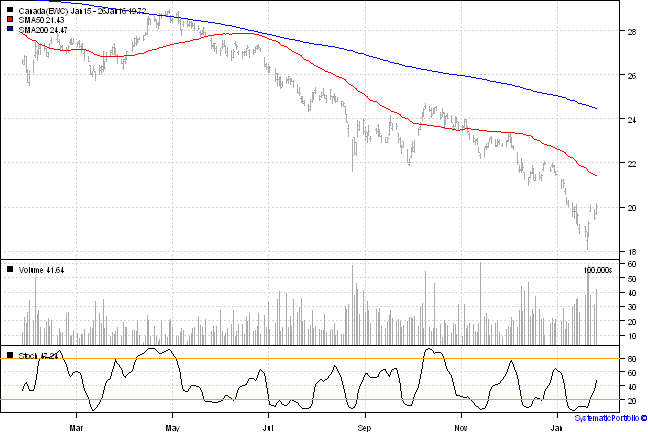 Canada(EWC) Jan15 - 26Jan16 19.72
SMA50 21.43
SMA200 24.47
28
26
24
22
20
18
Volume 41.64
100,000s
60
50
40
30
20
10
Stoch 47.24
80
60
40
20
Mar May Jul Sep Nov Jan
SystematicPortfolio ©